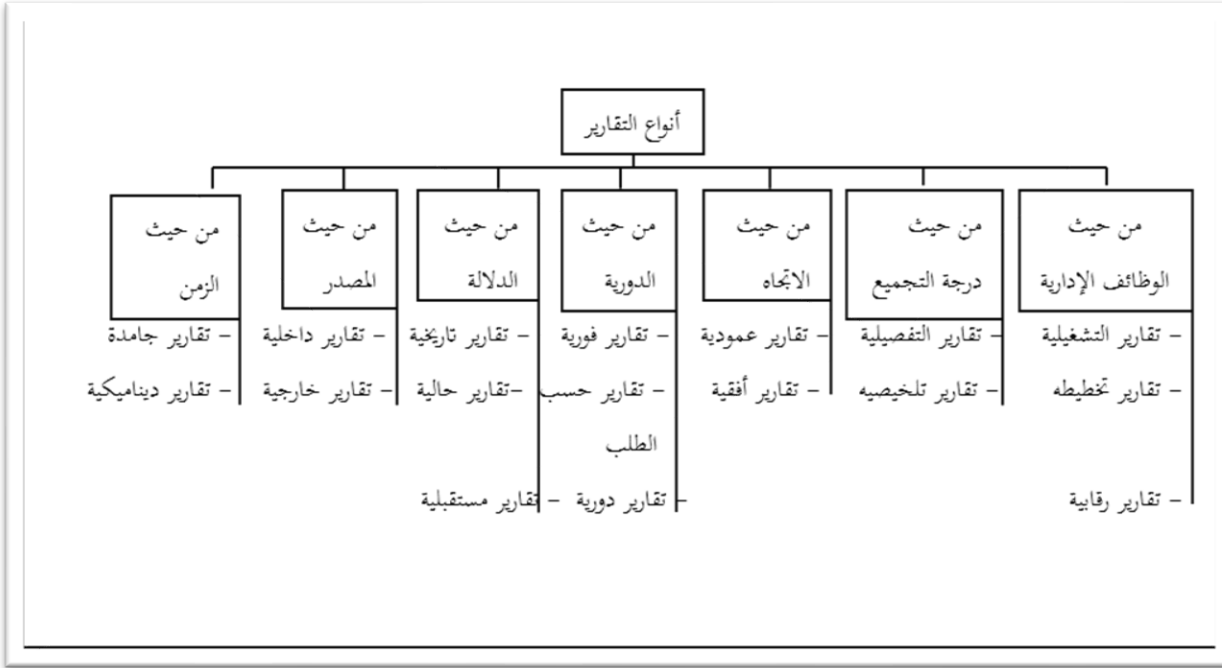 أنواع التقارير
من حيث
الوظائف الإدارية
من حيث
درجة التجميع
من حيث
الاتجاه
من حيث
الدورية
من حيث
الدلالة
من حيث
المصدر
من حيث
الزمن
– تقارير التشغيلية
– تقارير التفصيلية
– تقارير عمودية
– تقارير فورية
– تقارير تاريخية
– تقارير داخلية
– تقارير جامدة
– تقارير تخطيطه
– تقارير تلخيصيه
– تقارير أفقية
– تقارير حسب
–تقارير حالية
– تقارير خارجية
– تقارير ديناميكية
الطلب
– تقارير رقابية
– تقارير دورية
– تقارير مستقبلية